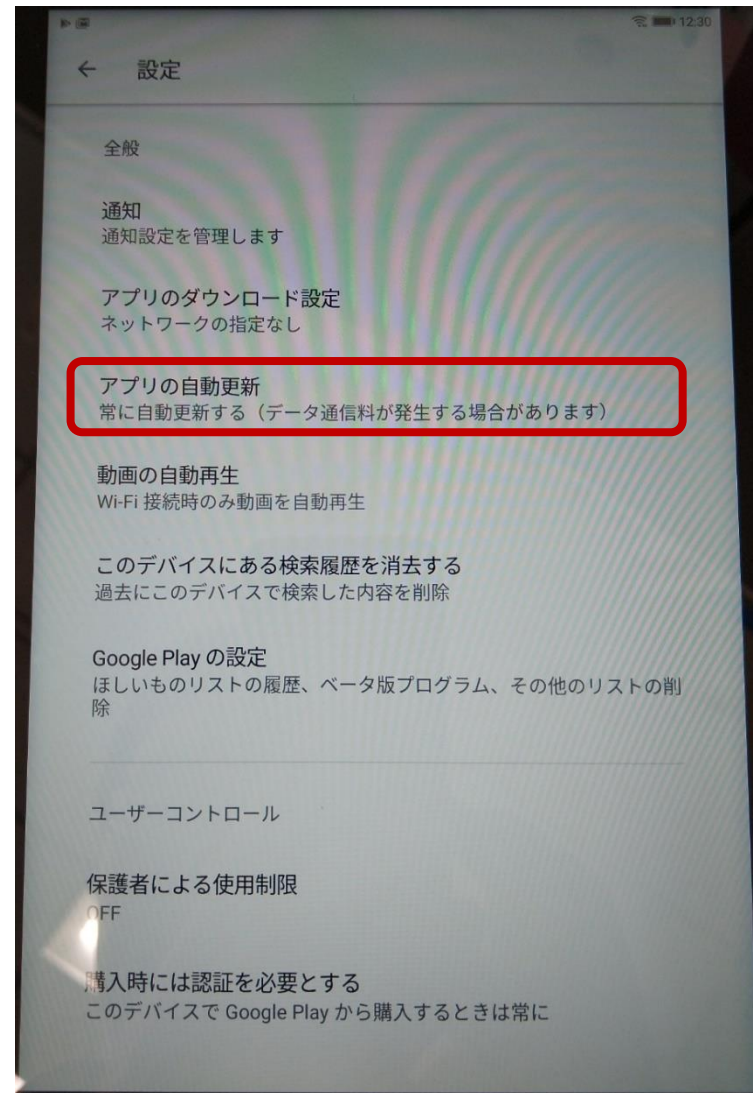 12:30
設定
全般
通知
通知設定を管理します
アプリのダウンロード設定
ネットワークの指定なし
アプリの自動更新
常に自動更新する（データ通信料が発生する場合があります）
動画の自動再生
Wi-Fi 接続時のみ動画を自動再生
このデバイスにある検索履歴を消去する
過去にこのデバイスで検索した内容を削除
Google Play の設定
ほしいものリストの履歴、ベータ版プログラム、その他のリストの削
除
ユーザーコントロール
保護者による使用制限
OFF
購入時には認証を必要とする
このデバイスで Google Play から購入するときは常に